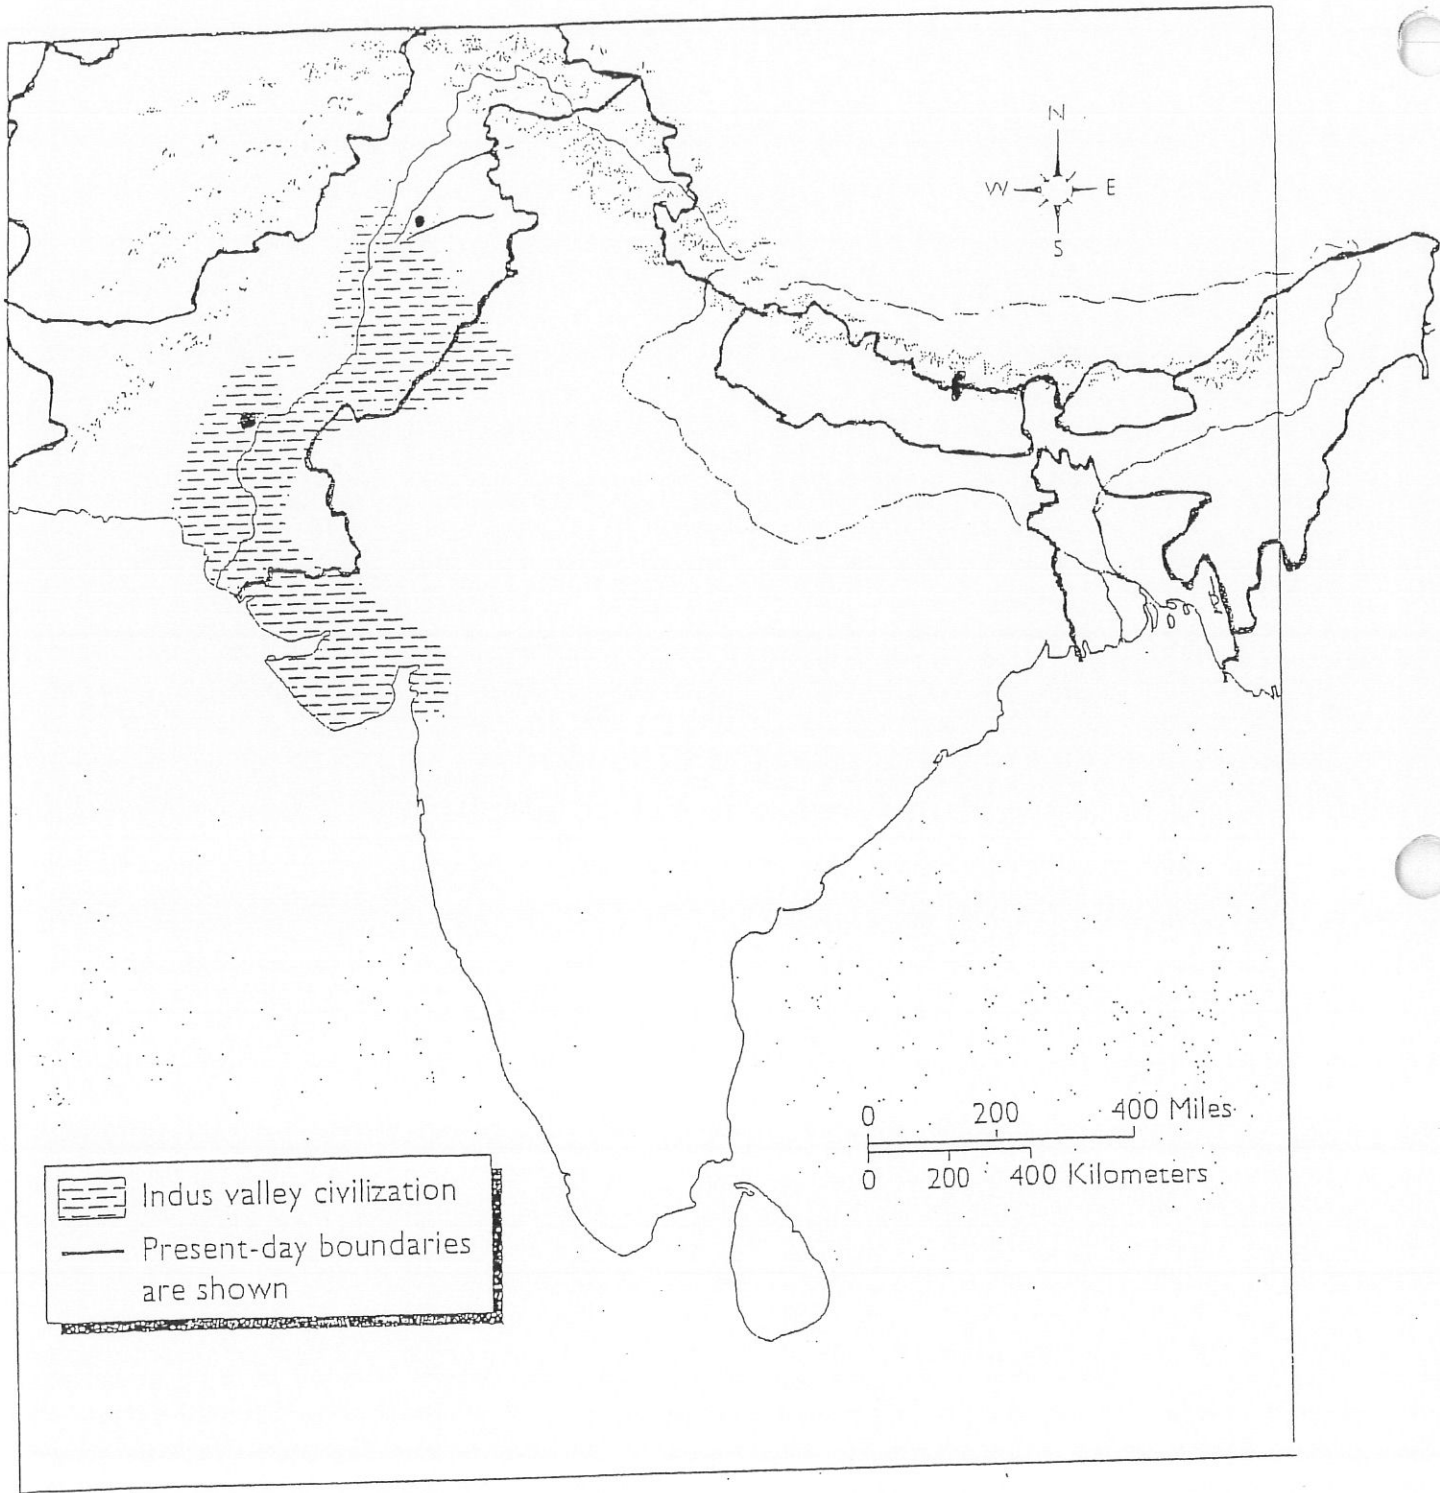 N
W E
S
0 200 400 Miles
0 200 400 Kilometers
Indus valley civilization
Present-day boundaries
are shown